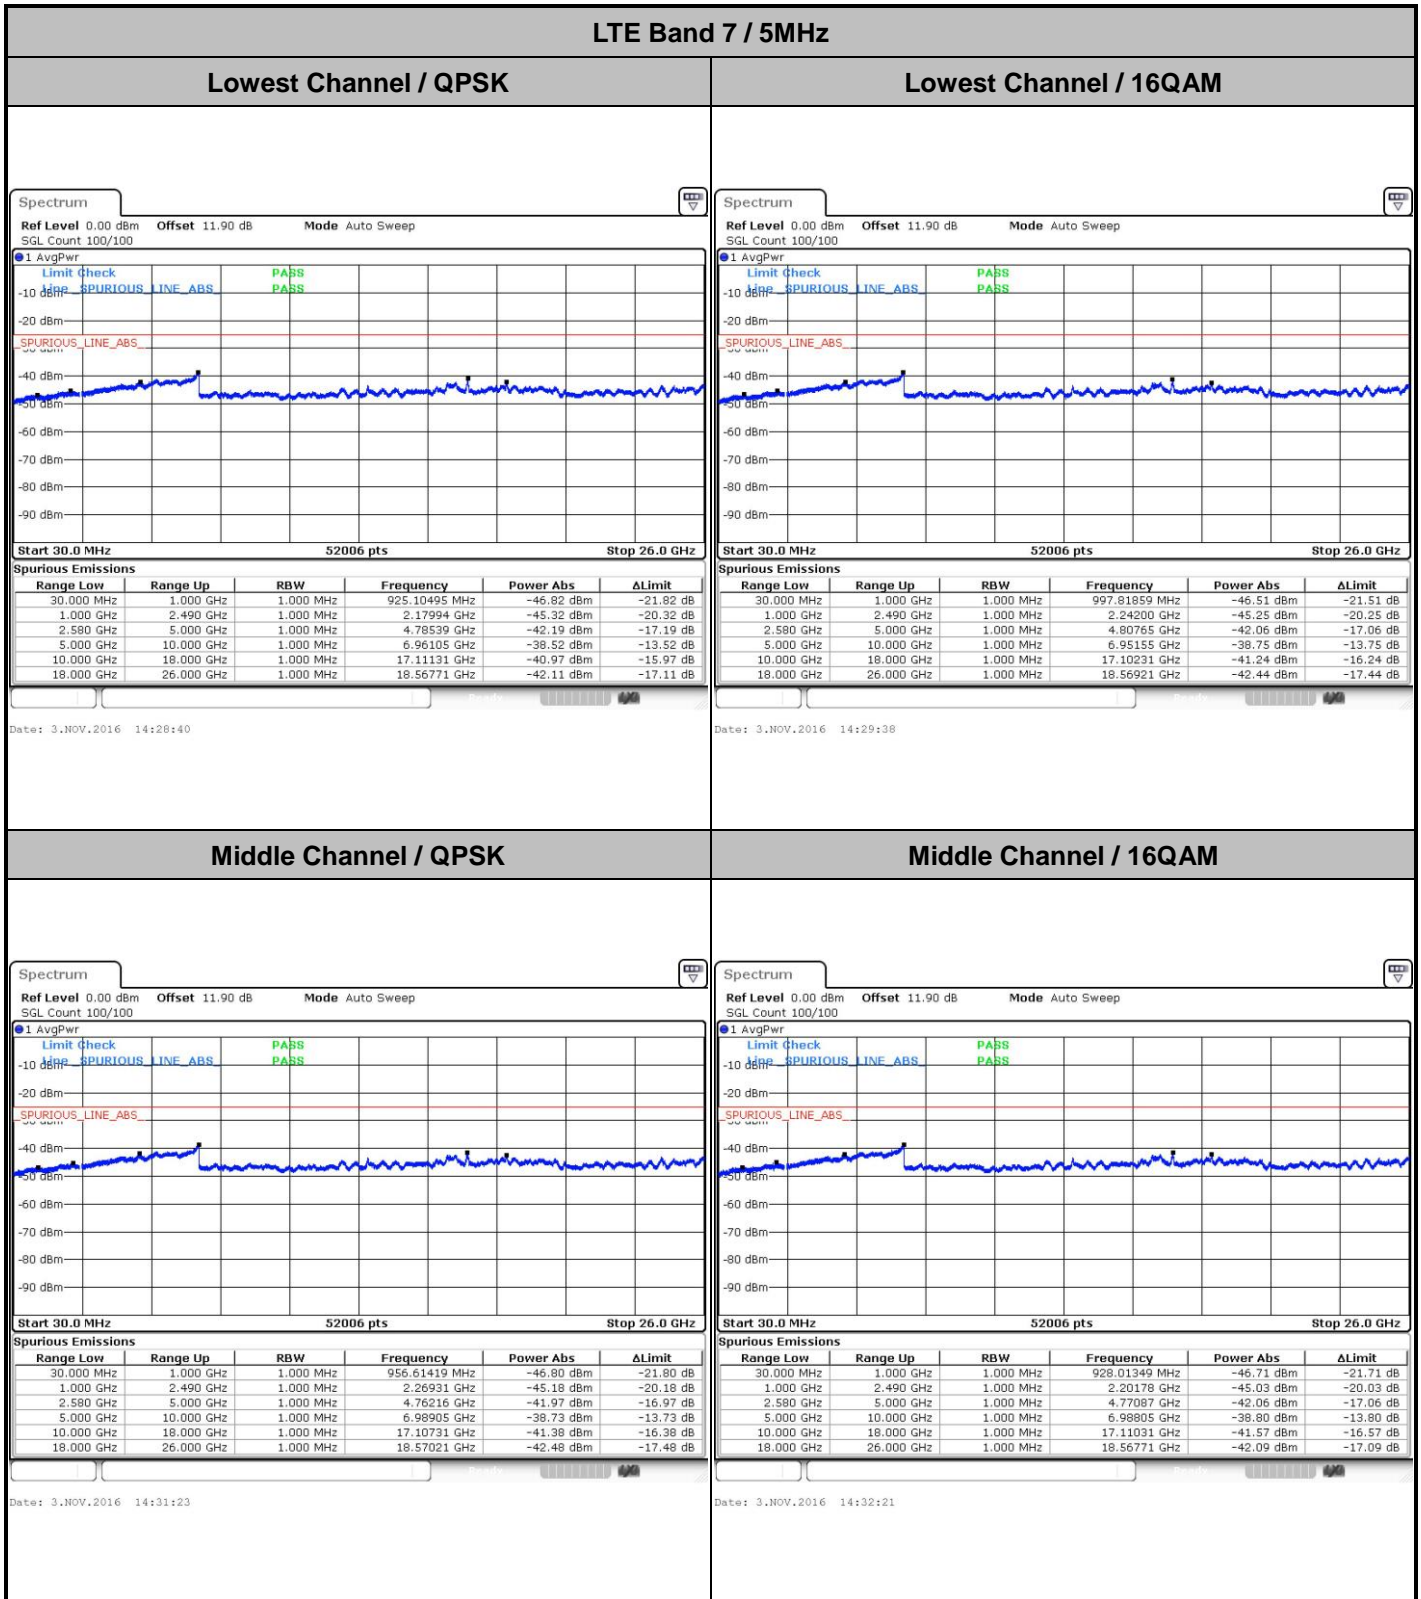 LTE Band 7 / 5MHz
Lowest Channel / QPSK
Lowest Channel / 16QAM
Spectrum
Ref Level 0.00 dBm Offset 11.90 dB Mode Auto Sweep
SGL Count 100/100
1 AvgPwr
Limit Check PASS
Line _SPURIOUS_LINE_ABS_ PASS
-10 dBm
-20 dBm
_SPURIOUS_LINE_ABS_
-30 dBm
-40 dBm
-50 dBm
-60 dBm
-70 dBm
-80 dBm
-90 dBm
Start 30.0 MHz 52006 pts Stop 26.0 GHz
Spurious Emissions
Range Low Range Up RBW Frequency Power Abs ΔLimit
30.000 MHz 1.000 GHz 1.000 MHz 925.10495 MHz -46.82 dBm -21.82 dB
1.000 GHz 2.490 GHz 1.000 MHz 2.17994 GHz -45.32 dBm -20.32 dB
2.580 GHz 5.000 GHz 1.000 MHz 4.78539 GHz -42.19 dBm -17.19 dB
5.000 GHz 10.000 GHz 1.000 MHz 6.96105 GHz -38.52 dBm -13.52 dB
10.000 GHz 18.000 GHz 1.000 MHz 17.11131 GHz -40.97 dBm -15.97 dB
18.000 GHz 26.000 GHz 1.000 MHz 18.56771 GHz -42.11 dBm -17.11 dB
Date: 3.NOV.2016 14:28:40
Spectrum
Ref Level 0.00 dBm Offset 11.90 dB Mode Auto Sweep
SGL Count 100/100
1 AvgPwr
Limit Check PASS
Line _SPURIOUS_LINE_ABS_ PASS
-10 dBm
-20 dBm
_SPURIOUS_LINE_ABS_
-30 dBm
-40 dBm
-50 dBm
-60 dBm
-70 dBm
-80 dBm
-90 dBm
Start 30.0 MHz 52006 pts Stop 26.0 GHz
Spurious Emissions
Range Low Range Up RBW Frequency Power Abs ΔLimit
30.000 MHz 1.000 GHz 1.000 MHz 997.81859 MHz -46.51 dBm -21.51 dB
1.000 GHz 2.490 GHz 1.000 MHz 2.24200 GHz -45.25 dBm -20.25 dB
2.580 GHz 5.000 GHz 1.000 MHz 4.80765 GHz -42.06 dBm -17.06 dB
5.000 GHz 10.000 GHz 1.000 MHz 6.95155 GHz -38.75 dBm -13.75 dB
10.000 GHz 18.000 GHz 1.000 MHz 17.10231 GHz -41.24 dBm -16.24 dB
18.000 GHz 26.000 GHz 1.000 MHz 18.56921 GHz -42.44 dBm -17.44 dB
Date: 3.NOV.2016 14:29:38
Middle Channel / QPSK
Middle Channel / 16QAM
Spectrum
Ref Level 0.00 dBm Offset 11.90 dB Mode Auto Sweep
SGL Count 100/100
1 AvgPwr
Limit Check PASS
Line _SPURIOUS_LINE_ABS_ PASS
-10 dBm
-20 dBm
_SPURIOUS_LINE_ABS_
-30 dBm
-40 dBm
-50 dBm
-60 dBm
-70 dBm
-80 dBm
-90 dBm
Start 30.0 MHz 52006 pts Stop 26.0 GHz
Spurious Emissions
Range Low Range Up RBW Frequency Power Abs ΔLimit
30.000 MHz 1.000 GHz 1.000 MHz 956.61419 MHz -46.80 dBm -21.80 dB
1.000 GHz 2.490 GHz 1.000 MHz 2.26931 GHz -45.18 dBm -20.18 dB
2.580 GHz 5.000 GHz 1.000 MHz 4.76216 GHz -41.97 dBm -16.97 dB
5.000 GHz 10.000 GHz 1.000 MHz 6.98905 GHz -38.73 dBm -13.73 dB
10.000 GHz 18.000 GHz 1.000 MHz 17.10731 GHz -41.38 dBm -16.38 dB
18.000 GHz 26.000 GHz 1.000 MHz 18.57021 GHz -42.48 dBm -17.48 dB
Date: 3.NOV.2016 14:31:23
Spectrum
Ref Level 0.00 dBm Offset 11.90 dB Mode Auto Sweep
SGL Count 100/100
1 AvgPwr
Limit Check PASS
Line _SPURIOUS_LINE_ABS_ PASS
-10 dBm
-20 dBm
_SPURIOUS_LINE_ABS_
-30 dBm
-40 dBm
-50 dBm
-60 dBm
-70 dBm
-80 dBm
-90 dBm
Start 30.0 MHz 52006 pts Stop 26.0 GHz
Spurious Emissions
Range Low Range Up RBW Frequency Power Abs ΔLimit
30.000 MHz 1.000 GHz 1.000 MHz 928.01349 MHz -46.71 dBm -21.71 dB
1.000 GHz 2.490 GHz 1.000 MHz 2.20178 GHz -45.03 dBm -20.03 dB
2.580 GHz 5.000 GHz 1.000 MHz 4.77087 GHz -42.06 dBm -17.06 dB
5.000 GHz 10.000 GHz 1.000 MHz 6.98805 GHz -38.80 dBm -13.80 dB
10.000 GHz 18.000 GHz 1.000 MHz 17.11031 GHz -41.57 dBm -16.57 dB
18.000 GHz 26.000 GHz 1.000 MHz 18.56771 GHz -42.09 dBm -17.09 dB
Date: 3.NOV.2016 14:32:21